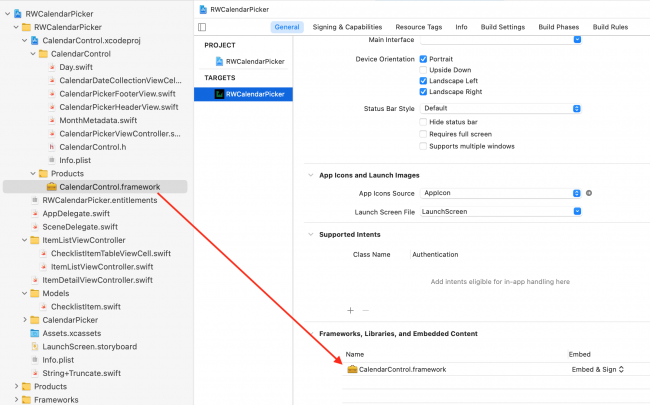 RWCalendarPicker
RWCalendarPicker
CalendarControl.xcodeproj
CalendarControl
Day.swift
CalendarDateCollectionViewCel...
CalendarPickerFooterView.swift
CalendarPickerHeaderView.swift
MonthMetadata.swift
CalendarPickerViewController.s...
CalendarControl.h
Info.plist
Products
CalendarControl.framework
RWCalendarPicker.entitlements
AppDelegate.swift
SceneDelegate.swift
ItemListViewController
ChecklistItemTableViewCell.swift
ItemListViewController.swift
ItemDetailViewController.swift
Models
ChecklistItem.swift
CalendarPicker
Assets.xcassets
LaunchScreen.storyboard
Info.plist
String+Truncate.swift
Products
Frameworks
RWCalendarPicker
General Signing & Capabilities Resource Tags Info Build Settings Build Phases Build Rules
PROJECT
RWCalendarPicker
TARGETS
RWCalendarPicker
Main Interface
Device Orientation Portrait
Upside Down
Landscape Left
Landscape Right
Status Bar Style Default
Hide status bar
Requires full screen
Supports multiple windows
App Icons and Launch Images
App Icons Source AppIcon
Launch Screen File LaunchScreen
Supported Intents
Class Name Authentication
Add intents eligible for in-app handling here
Frameworks, Libraries, and Embedded Content
Name Embed
CalendarControl.framework Embed & Sign